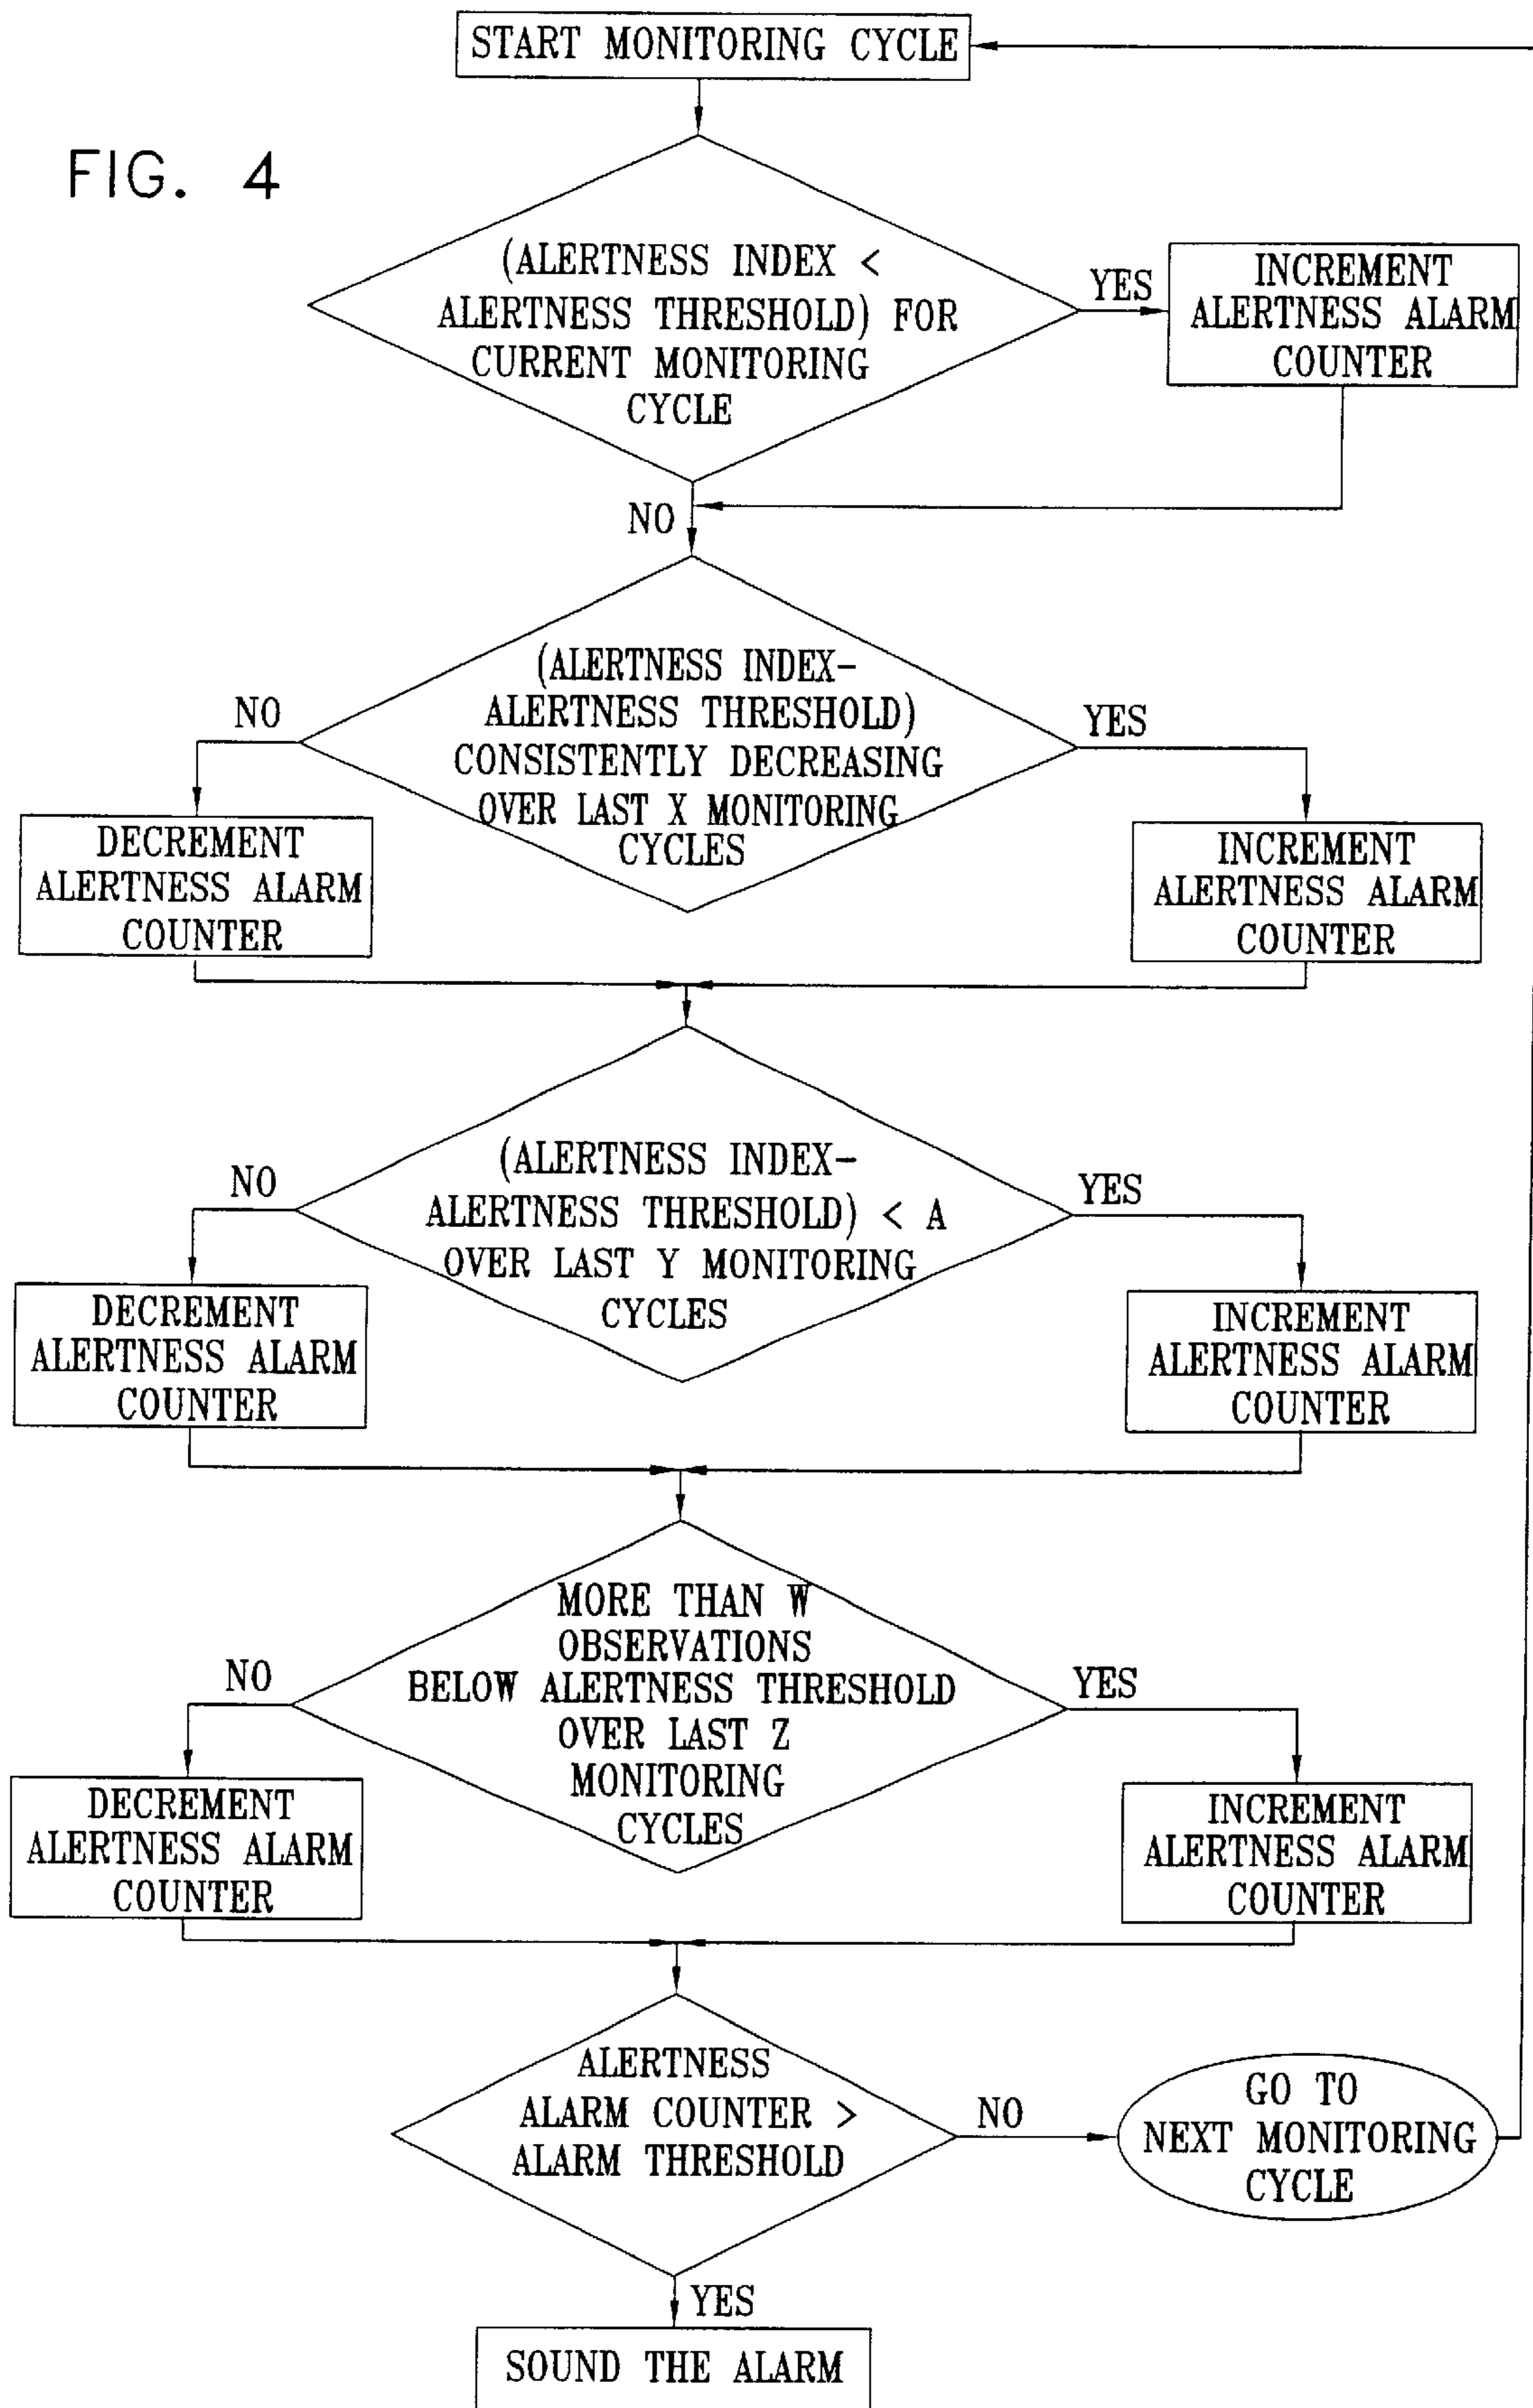 START MONITORING CYCLE
FIG. 4
(ALERTNESS INDEX <
ALERTNESS THRESHOLD) FOR
CURRENT MONITORING
CYCLE
YES
INCREMENT
ALERTNESS ALARM
COUNTER
NO
(ALERTNESS INDEX-
ALERTNESS THRESHOLD)
CONSISTENTLY DECREASING
OVER LAST X MONITORING
CYCLES
NO
YES
DECREMENT
ALERTNESS ALARM
COUNTER
INCREMENT
ALERTNESS ALARM
COUNTER
(ALERTNESS INDEX-
ALERTNESS THRESHOLD) < A
OVER LAST Y MONITORING
CYCLES
NO
YES
DECREMENT
ALERTNESS ALARM
COUNTER
INCREMENT
ALERTNESS ALARM
COUNTER
MORE THAN W
OBSERVATIONS
BELOW ALERTNESS THRESHOLD
OVER LAST Z
MONITORING
CYCLES
NO
YES
DECREMENT
ALERTNESS ALARM
COUNTER
INCREMENT
ALERTNESS ALARM
COUNTER
ALERTNESS
ALARM COUNTER >
ALARM THRESHOLD
NO
GO TO
NEXT MONITORING
CYCLE
YES
SOUND THE ALARM